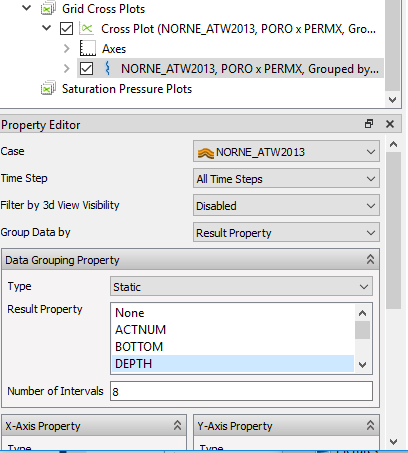 Grid Cross Plots
Cross Plot (NORNE_ATW2013, PORO x PERMX, Gro...
Axes
NORNE_ATW2013, PORO x PERMX, Grouped by...
Saturation Pressure Plots
Property Editor
Case NORNE_ATW2013
Time Step All Time Steps
Filter by 3d View Visibility Disabled
Group Data by Result Property
Data Grouping Property
Type Static
Result Property None
ACTNUM
BOTTOM
DEPTH
Number of Intervals 8
X-Axis Property Y-Axis Property
Type Type